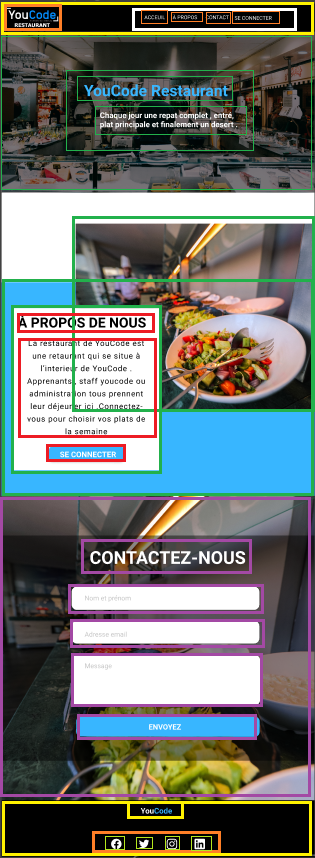 YouCode
RESTAURANT
ACCEUIL
À PROPOS
CONTACT
SE CONNECTER
YouCode Restaurant
Chaque jour une repat complet , entré,
plat principale et finalement un desert .
À PROPOS DE NOUS
La restaurant de YouCode est
une retaurant qui se situe à
l'interieur de YouCode .
Apprenants , staff youcode ou
administration tous prennent
leur déjeuner ici .Connectez-
vous pour choisir vos plats de
la semaine
SE CONNECTER
CONTACTEZ-NOUS
Nom et prénom
Adresse email
Message
ENVOYEZ
YouCode